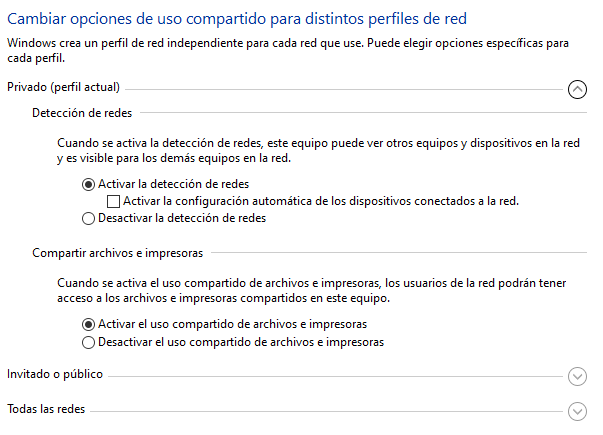 Cambiar opciones de uso compartido para distintos perfiles de red
Windows crea un perfil de red independiente para cada red que use. Puede elegir opciones específicas para
cada perfil.
Privado (perfil actual)
Detección de redes
Cuando se activa la detección de redes, este equipo puede ver otros equipos y dispositivos en la red
y es visible para los demás equipos en la red.
Activar la detección de redes
Activar la configuración automática de los dispositivos conectados a la red.
Desactivar la detección de redes
Compartir archivos e impresoras
Cuando se activa el uso compartido de archivos e impresoras, los usuarios de la red podrán tener
acceso a los archivos e impresoras compartidos en este equipo.
Activar el uso compartido de archivos e impresoras
Desactivar el uso compartido de archivos e impresoras
Invitado o público
Todas las redes